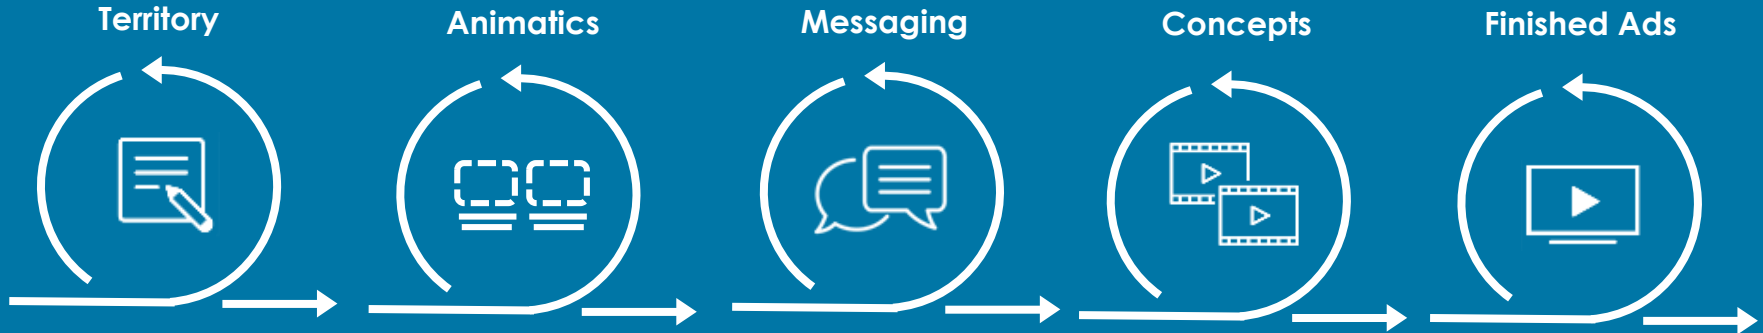 Territory
Animatics
Messaging
Concepts
Finished Ads